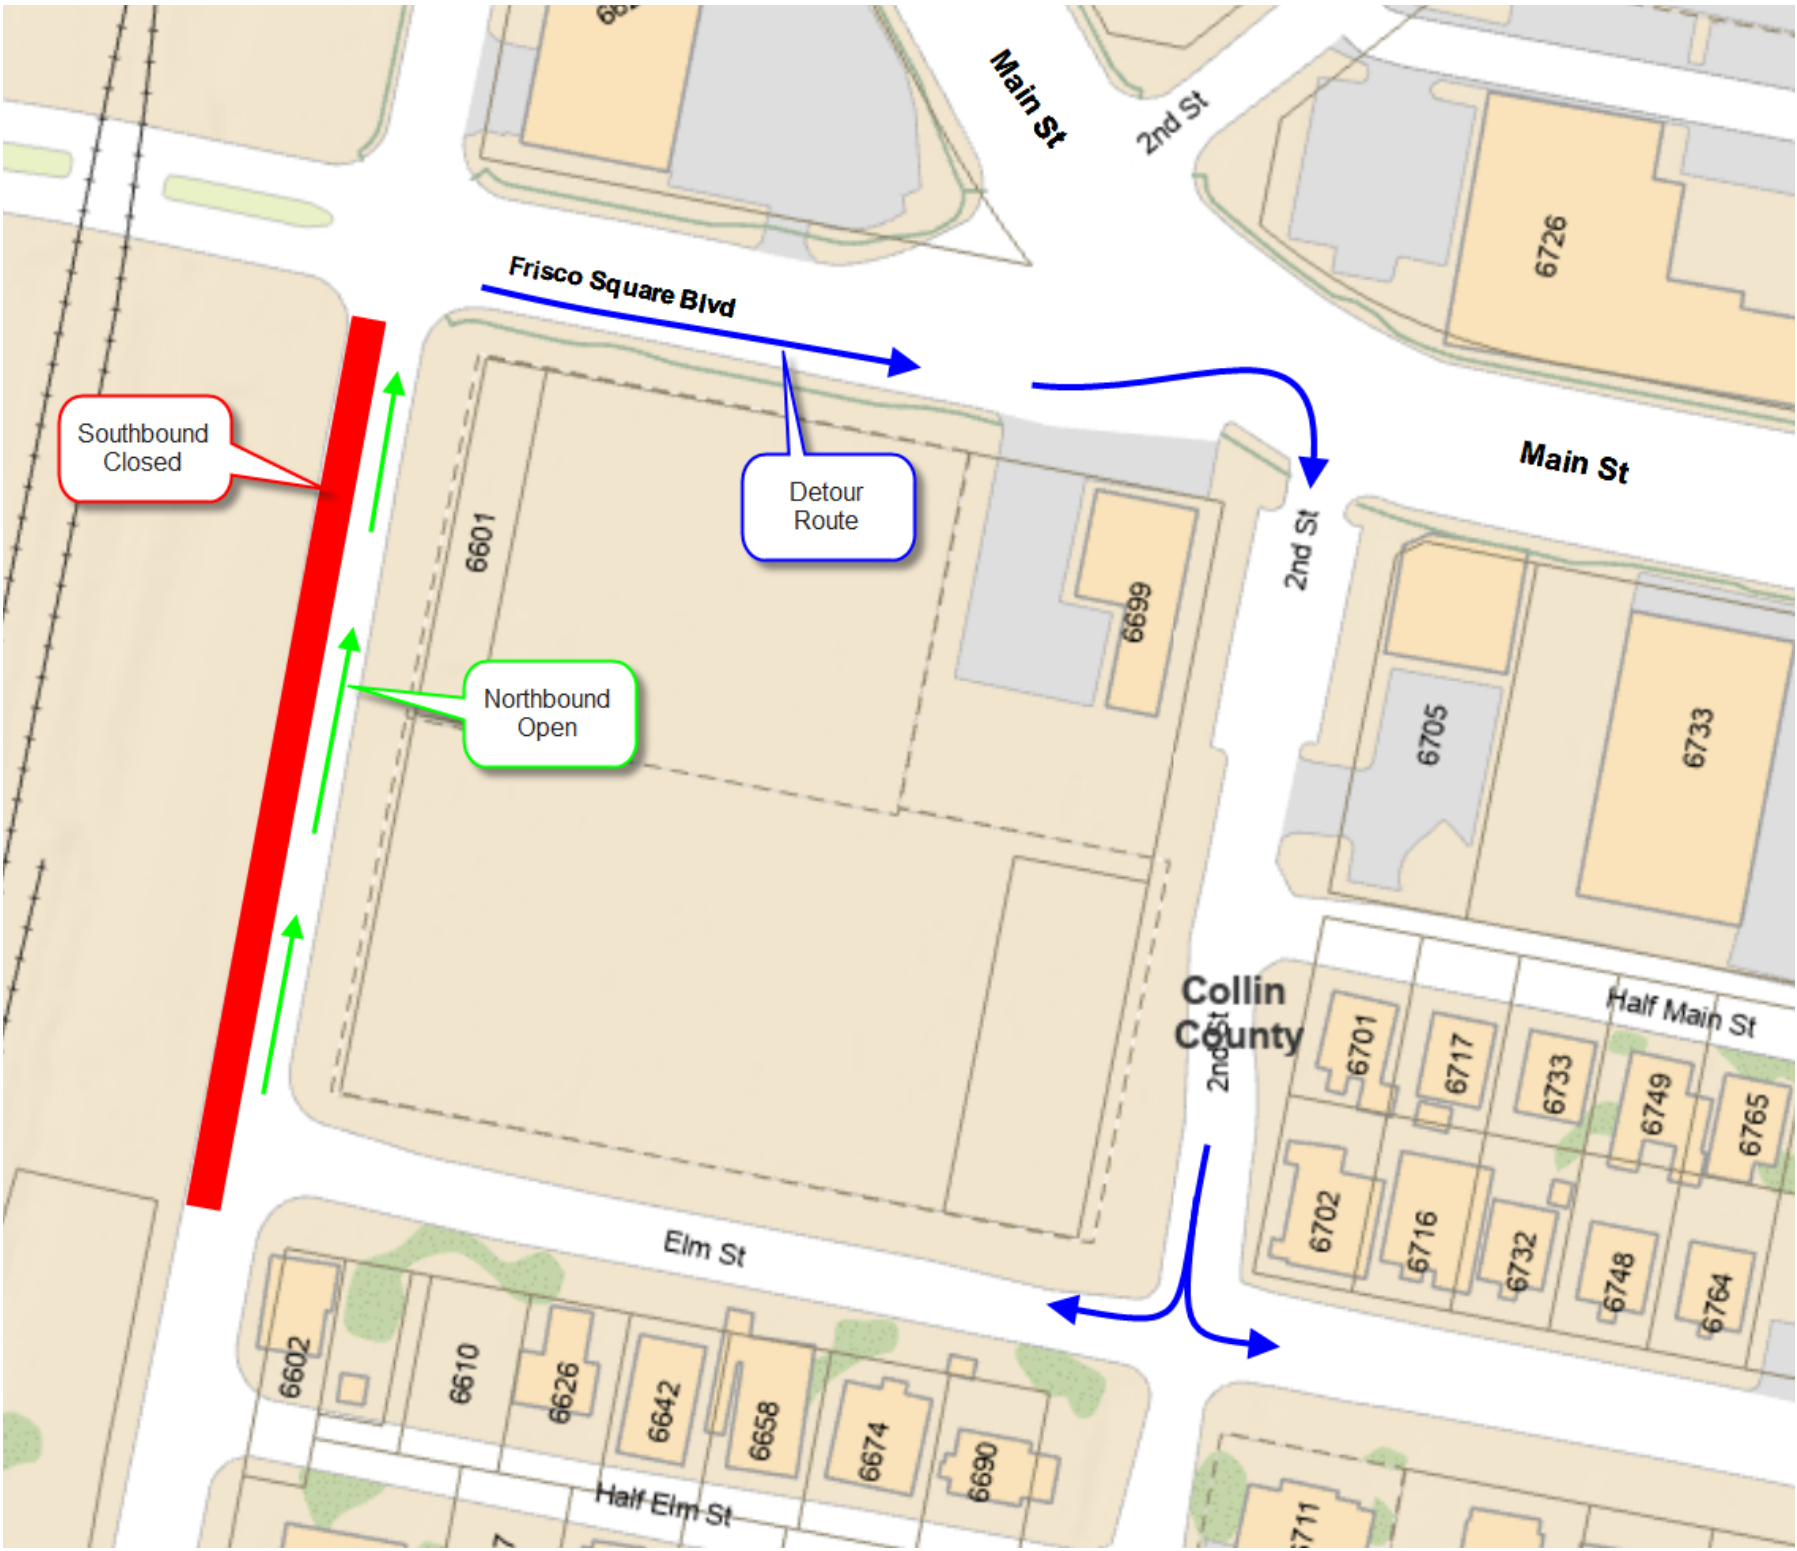 Main St
2nd St
6726
Frisco Square Blvd
Southbound
Closed
Main St
Detour
Route
6601
2nd St
6699
Northbound
Open
6705
6733
Collin
County
2nd St
Half Main St
6701
6717
6733
6749
6765
6702
6716
6732
6748
6764
Elm St
6602
6610
6626
6642
6658
6674
6690
Half Elm St